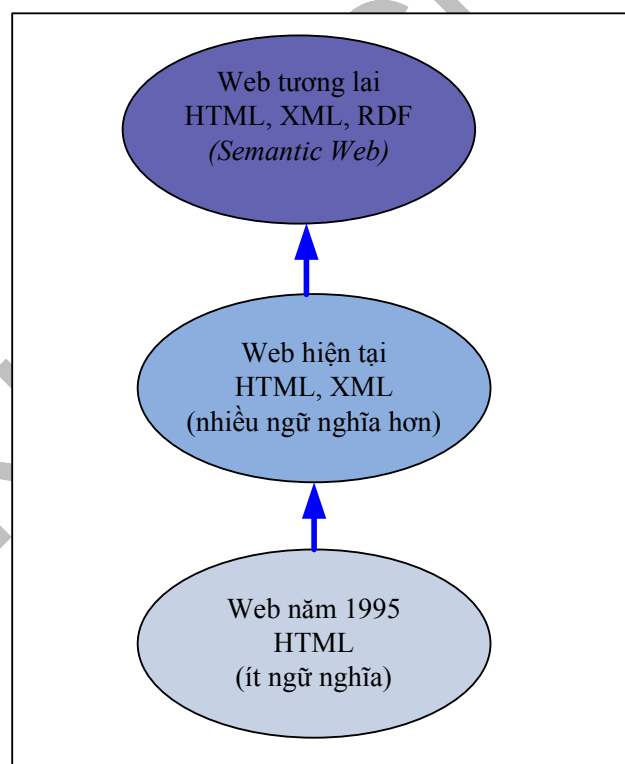 Web tương lai
HTML, XML, RDF
(Semantic Web)
Web hiện tại
HTML, XML
(nhiều ngữ nghĩa hơn)
Web năm 1995
HTML
(ít ngữ nghĩa)